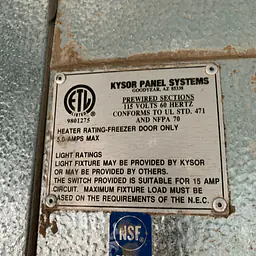 KYSOR PANEL SYSTEMS
GOODYEAR, AZ 85338
PREWIRED SECTIONS
115 VOLTS 60 HERTZ
CONFORMS TO UL STD. 471
AND NFPA 70
ETL
LISTED
9801275
HEATER RATING-FREEZER DOOR ONLY
5.0 AMPS MAX
LIGHT RATINGS
LIGHT FIXTURE MAY BE PROVIDED BY KYSOR
OR MAY BE PROVIDED BY OTHERS.
THE SWITCH PROVIDED IS SUITABLE FOR 15 AMP
CIRCUIT. MAXIMUM FIXTURE LOAD MUST BE
BASED ON THE REQUIREMENTS OF THE N.E.C.
NSF